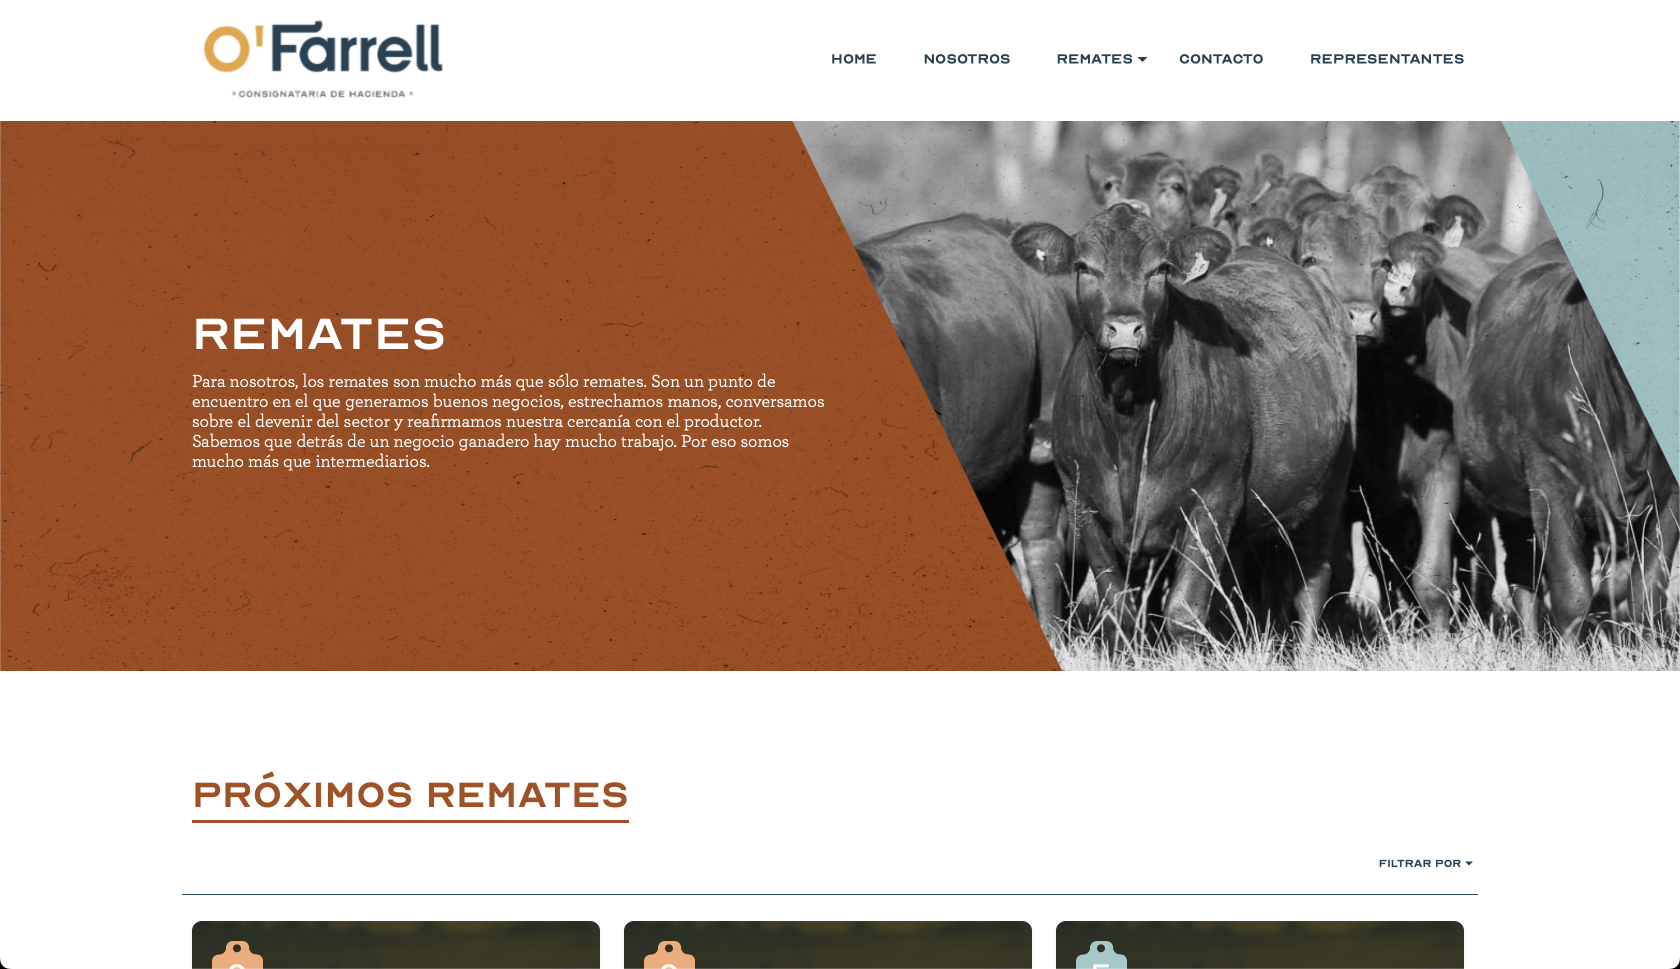 O'Farrell
* CONSIGNATARIA DE HACIENDA *
HOME NOSOTROS REMATES CONTACTO REPRESENTANTES
REMATES
Para nosotros, los remates son mucho más que sólo remates. Son un punto de
encuentro en el que generamos buenos negocios, estrechamos manos, conversamos
sobre el devenir del sector y reafirmamos nuestra cercanía con el productor.
Sabemos que detrás de un negocio ganadero hay mucho trabajo. Por eso somos
mucho más que intermediarios.
PRÓXIMOS REMATES
FILTRAR POR